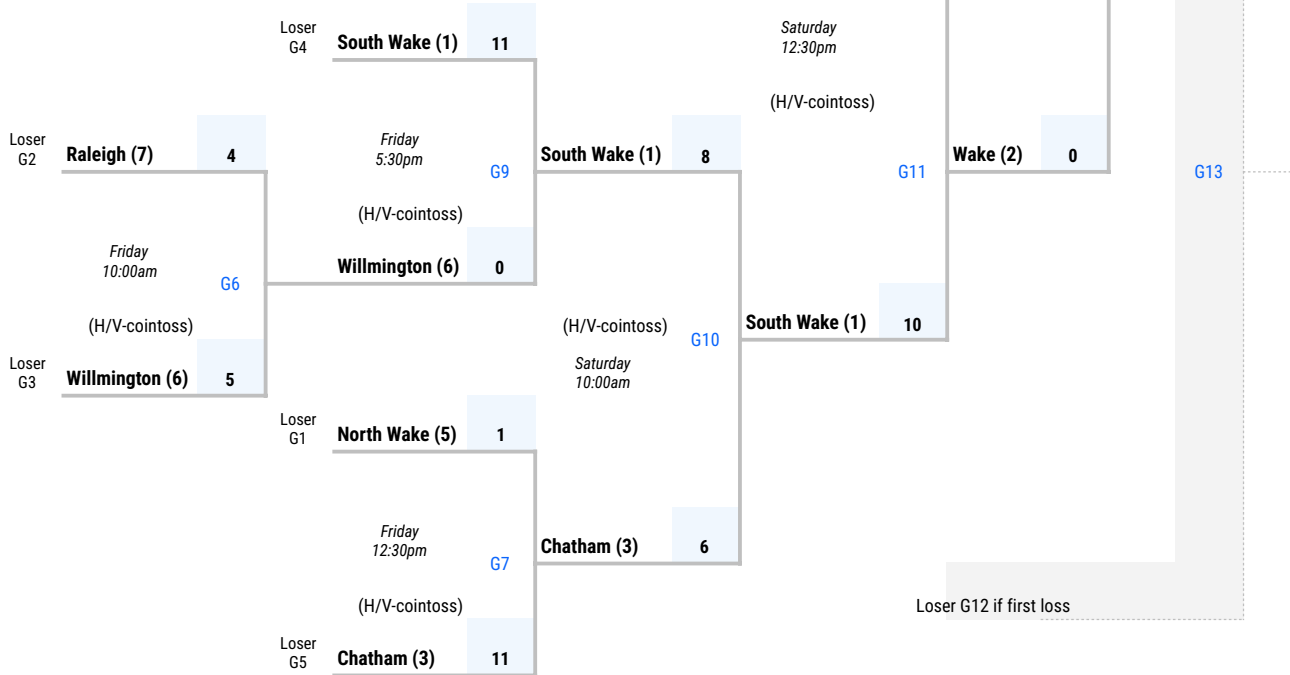 Loser
G4
South Wake (1) 11
Saturday
12:30pm
(H/V-cointoss)
Loser
G2
Raleigh (7) 4
Friday
5:30pm
G9
South Wake (1) 8
G11
Wake (2) 0
G13
(H/V-cointoss)
Friday
10:00am
G6
Willmington (6) 0
(H/V-cointoss)
(H/V-cointoss)
G10
South Wake (1) 10
Saturday
10:00am
Loser
G3
Willmington (6) 5
Loser
G1
North Wake (5) 1
Friday
12:30pm
G7
Chatham (3) 6
(H/V-cointoss)
Loser G12 if first loss
Loser
G5
Chatham (3) 11